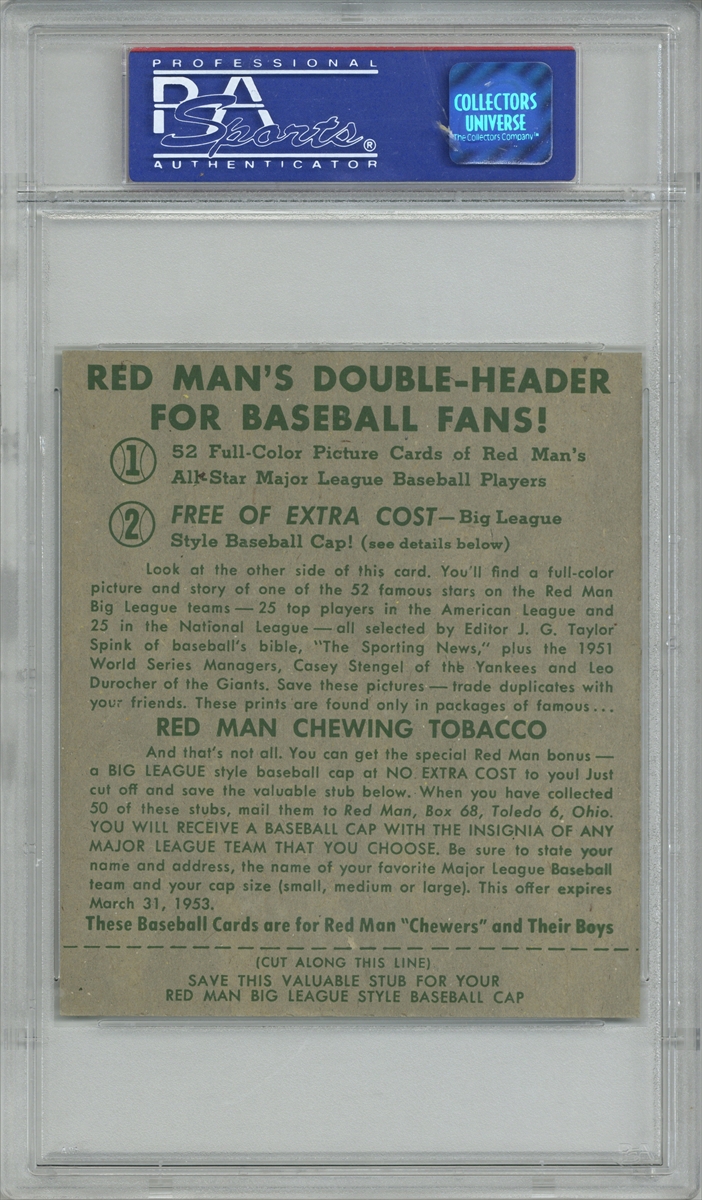 PROFESSIONAL
PSA
Sports®
AUTHENTICATOR
COLLECTORS
UNIVERSE
The Collectors Company™
RED MAN'S DOUBLE-HEADER
FOR BASEBALL FANS!
1 52 Full-Color Picture Cards of Red Man's
All-Star Major League Baseball Players
2 FREE OF EXTRA COST—Big League
Style Baseball Cap! (see details below)
Look at the other side of this card. You'll find a full-color
picture and story of one of the 52 famous stars on the Red Man
Big League teams — 25 top players in the American League and
25 in the National League — all selected by Editor J. G. Taylor
Spink of baseball's bible, "The Sporting News," plus the 1951
World Series Managers, Casey Stengel of the Yankees and Leo
Durocher of the Giants. Save these pictures — trade duplicates with
your friends. These prints are found only in packages of famous...
RED MAN CHEWING TOBACCO
And that's not all. You can get the special Red Man bonus —
a BIG LEAGUE style baseball cap at NO EXTRA COST to you! Just
cut off and save the valuable stub below. When you have collected
50 of these stubs, mail them to Red Man, Box 68, Toledo 6, Ohio.
YOU WILL RECEIVE A BASEBALL CAP WITH THE INSIGNIA OF ANY
MAJOR LEAGUE TEAM THAT YOU CHOOSE. Be sure to state your
name and address, the name of your favorite Major League Baseball
team and your cap size (small, medium or large). This offer expires
March 31, 1953.
These Baseball Cards are for Red Man "Chewers" and Their Boys
(CUT ALONG THIS LINE)
SAVE THIS VALUABLE STUB FOR YOUR
RED MAN BIG LEAGUE STYLE BASEBALL CAP